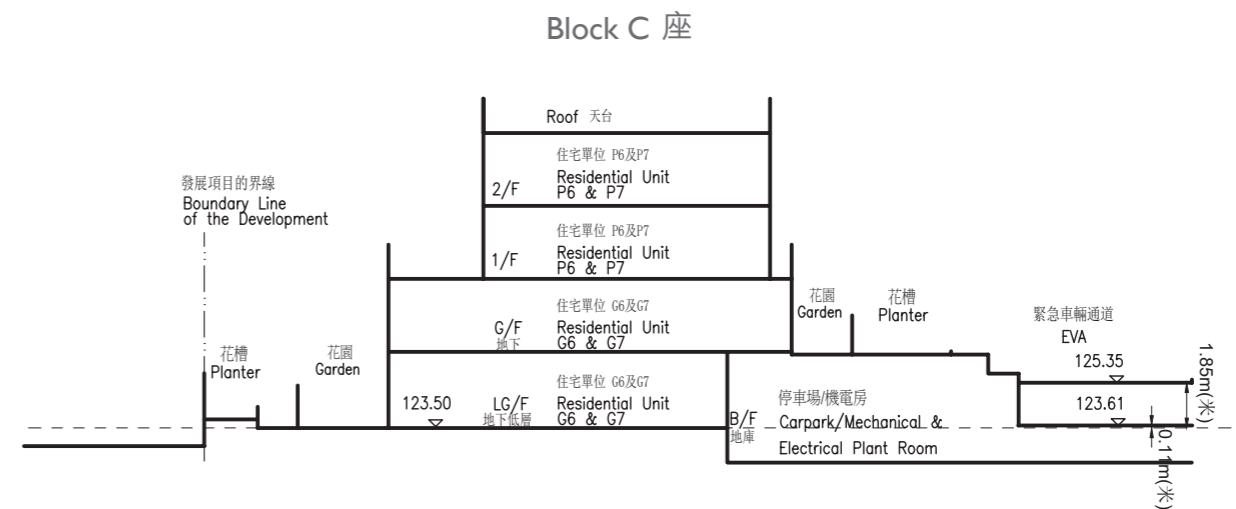 Block C 座
Roof 天台
住宅單位 P6及P7
Residential Unit
2/F P6 & P7
發展項目的界線
Boundary Line
of the Development
住宅單位 P6及P7
Residential Unit
1/F P6 & P7
花園
Garden
花槽
Planter
緊急車輛通道
EVA
住宅單位 G6及G7
G/F Residential Unit
地下 G6 & G7
花槽
Planter
花園
Garden
125.35
1.85m(米)
住宅單位 G6及G7
123.50
LG/F Residential Unit
地下低層 G6 & G7
停車場/機電房
B/F Carpark/Mechanical &
地庫
Electrical Plant Room
123.61
0.11m(米)